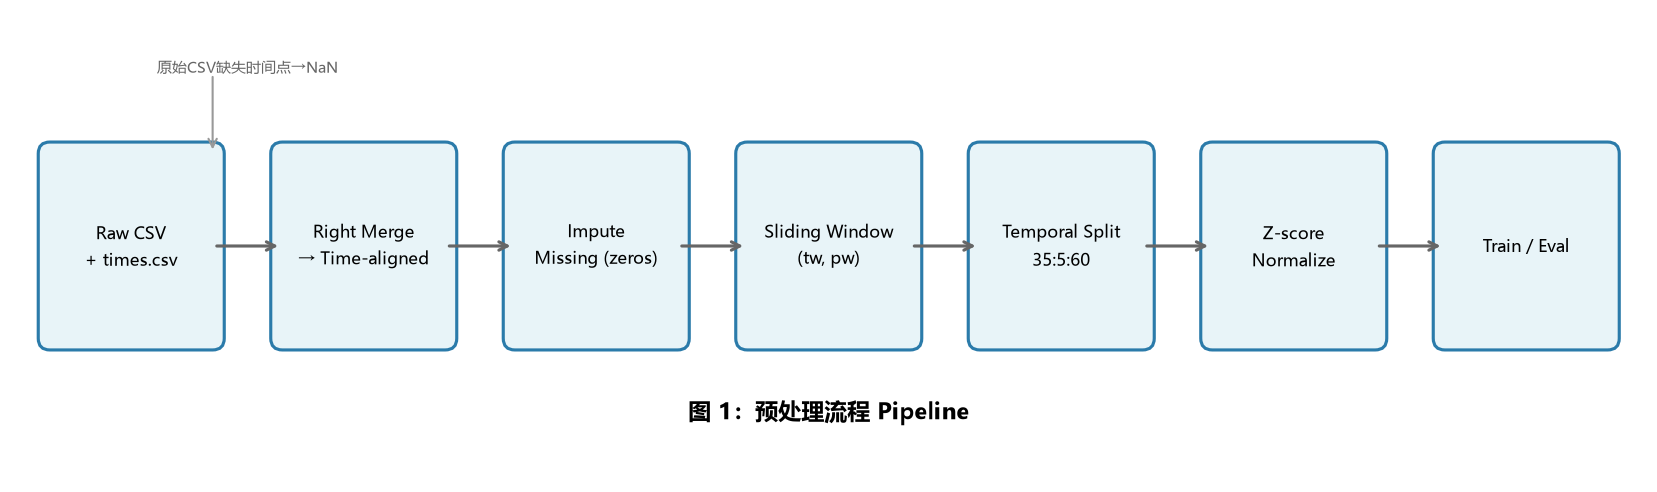 原始CSV缺失时间点→NaN
Raw CSV
+ times.csv
Right Merge
→ Time-aligned
Impute
Missing (zeros)
Sliding Window
(tw, pw)
Temporal Split
35:5:60
Z-score
Normalize
Train / Eval
图 1：预处理流程 Pipeline